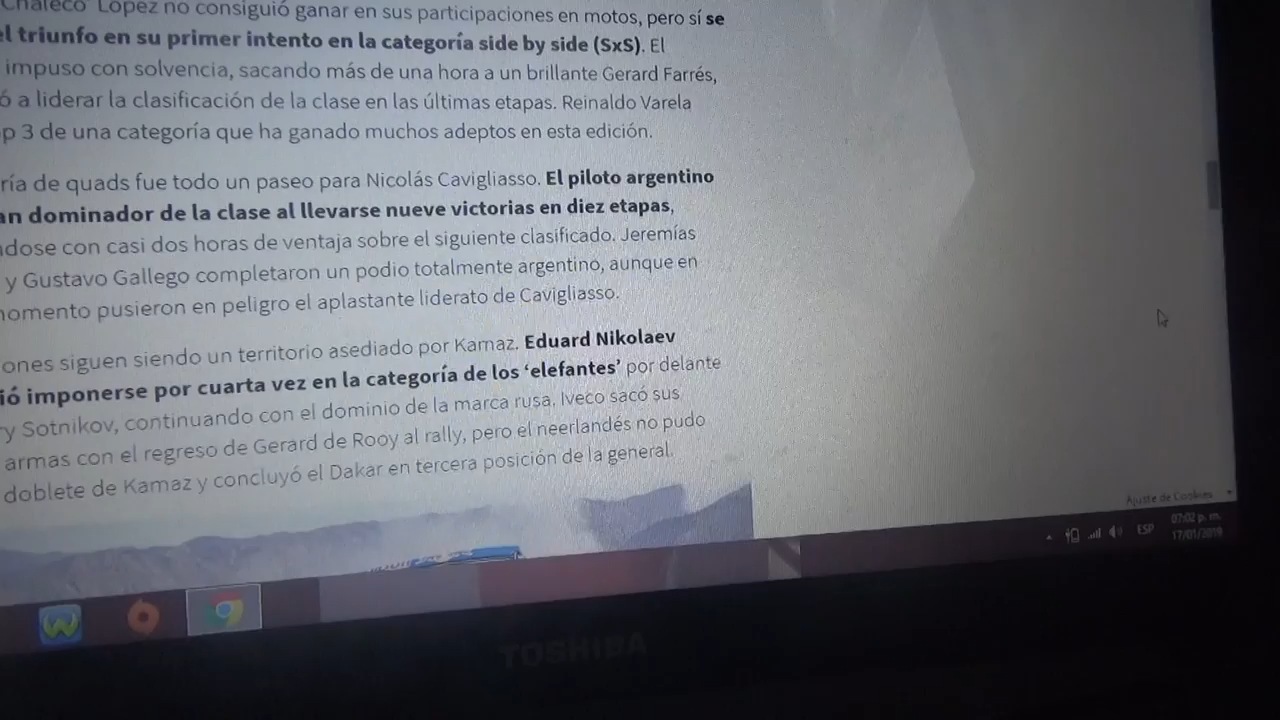 Chaleco' López no consiguió ganar en sus participaciones en motos, pero sí se
el triunfo en su primer intento en la categoría side by side (SxS). El
impuso con solvencia, sacando más de una hora a un brillante Gerard Farrés,
ó a liderar la clasificación de la clase en las últimas etapas. Reinaldo Varela
p 3 de una categoría que ha ganado muchos adeptos en esta edición.
ría de quads fue todo un paseo para Nicolás Cavigliasso. El piloto argentino
an dominador de la clase al llevarse nueve victorias en diez etapas,
ndose con casi dos horas de ventaja sobre el siguiente clasificado. Jeremías
y Gustavo Gallego completaron un podio totalmente argentino, aunque en
momento pusieron en peligro el aplastante liderato de Cavigliasso.
ones siguen siendo un territorio asediado por Kamaz. Eduard Nikolaev
ió imponerse por cuarta vez en la categoría de los ‘elefantes’ por delante
ry Sotnikov, continuando con el dominio de la marca rusa. Iveco sacó sus
armas con el regreso de Gerard de Rooy al rally, pero el neerlandés no pudo
doblete de Kamaz y concluyó el Dakar en tercera posición de la general.
Ajuste de Cookies
ESP
07:02 p. m.
17/01/2019
TOSHIBA